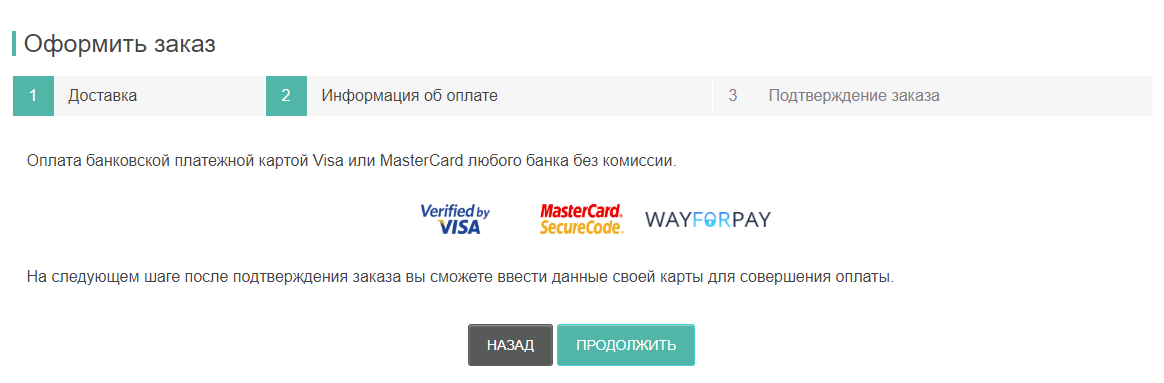 Оформить заказ
1 Доставка 2 Информация об оплате 3 Подтверждение заказа
Оплата банковской платежной картой Visa или MasterCard любого банка без комиссии.
Verified by VISA
MasterCard. SecureCode.
WAYFORPAY
На следующем шаге после подтверждения заказа вы сможете ввести данные своей карты для совершения оплаты.
НАЗАД ПРОДОЛЖИТЬ